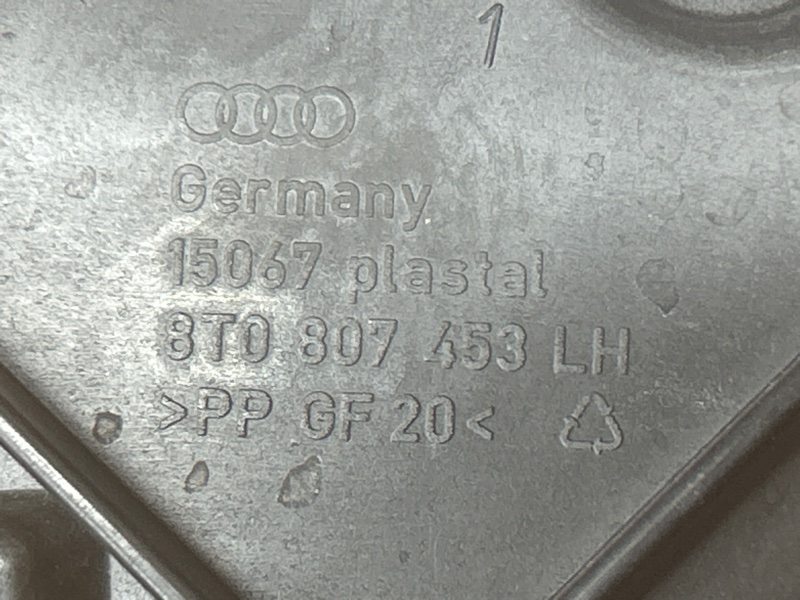 1
Germany
15067 plastal
8T0 807 453 LH
>PP GF 20<